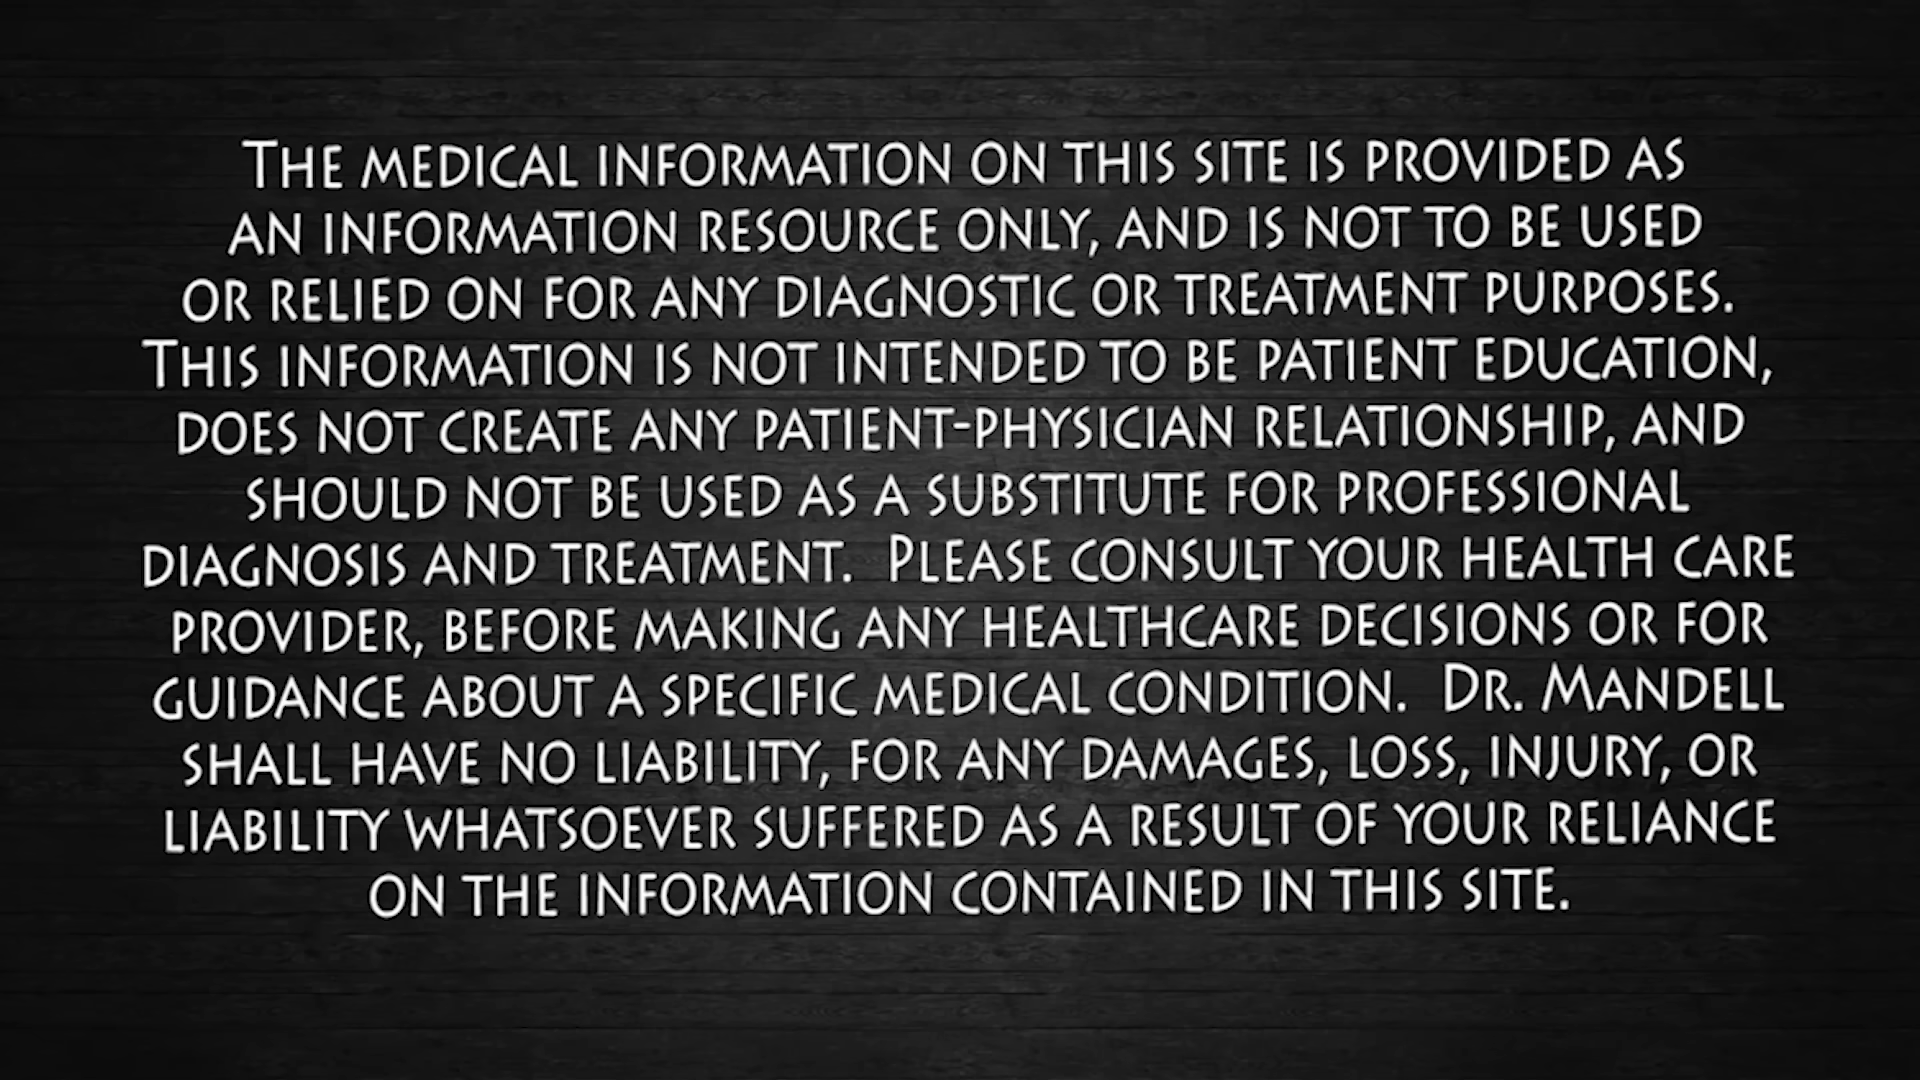 The medical information on this site is provided as
an information resource only, and is not to be used
or relied on for any diagnostic or treatment purposes.
This information is not intended to be patient education,
does not create any patient-physician relationship, and
should not be used as a substitute for professional
diagnosis and treatment.  Please consult your health care
provider, before making any healthcare decisions or for
guidance about a specific medical condition.  Dr. Mandell
shall have no liability, for any damages, loss, injury, or
liability whatsoever suffered as a result of your reliance
on the information contained in this site.